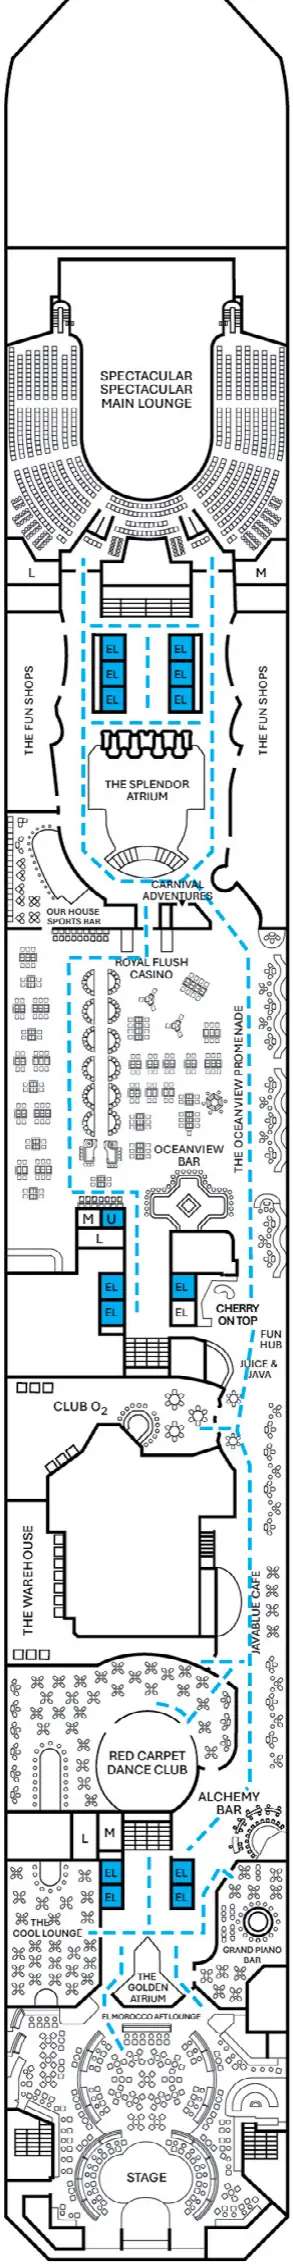 SPECTACULAR
SPECTACULAR
MAIN LOUNGE
L
M
THE FUN SHOPS
EL
EL
EL
EL
EL
EL
THE FUN SHOPS
THE SPLENDOR
ATRIUM
OUR HOUSE
SPORTS BAR
CARNIVAL
ADVENTURES
ROYAL FLUSH
CASINO
THE OCEANVIEW PROMENADE
OCEANVIEW
BAR
M
U
L
EL
EL
EL
EL
CHERRY
ON TOP
FUN
HUB
JUICE &
JAVA
CLUB O2
THE WAREHOUSE
JAVABLUE CAFE
RED CARPET
DANCE CLUB
ALCHEMY
BAR
L
M
EL
EL
EL
EL
THE
COOL LOUNGE
GRAND PIANO
BAR
THE
GOLDEN
ATRIUM
EL MOROCCO AFT LOUNGE
STAGE